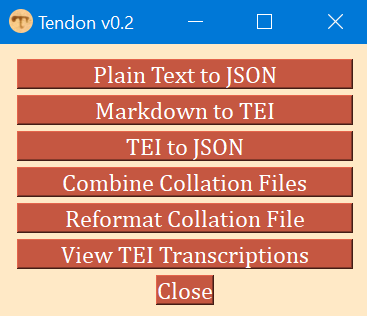 Tendon v0.2
Plain Text to JSON
Markdown to TEI
TEI to JSON
Combine Collation Files
Reformat Collation File
View TEI Transcriptions
Close